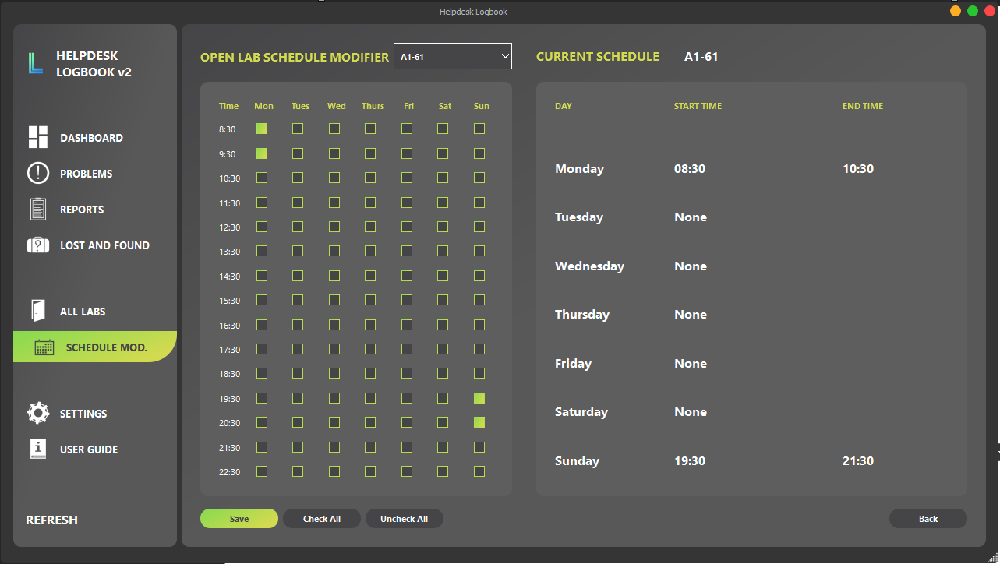 Helpdesk Logbook
HELPDESK
LOGBOOK v2
DASHBOARD
PROBLEMS
REPORTS
LOST AND FOUND
ALL LABS
SCHEDULE MOD.
SETTINGS
USER GUIDE
REFRESH
OPEN LAB SCHEDULE MODIFIER A1-61
Time Mon Tues Wed Thurs Fri Sat Sun
8:30
9:30
10:30
11:30
12:30
13:30
14:30
15:30
16:30
17:30
18:30
19:30
20:30
21:30
22:30
Save Check All Uncheck All
CURRENT SCHEDULE A1-61
DAY START TIME END TIME
Monday 08:30 10:30
Tuesday None
Wednesday None
Thursday None
Friday None
Saturday None
Sunday 19:30 21:30
Back